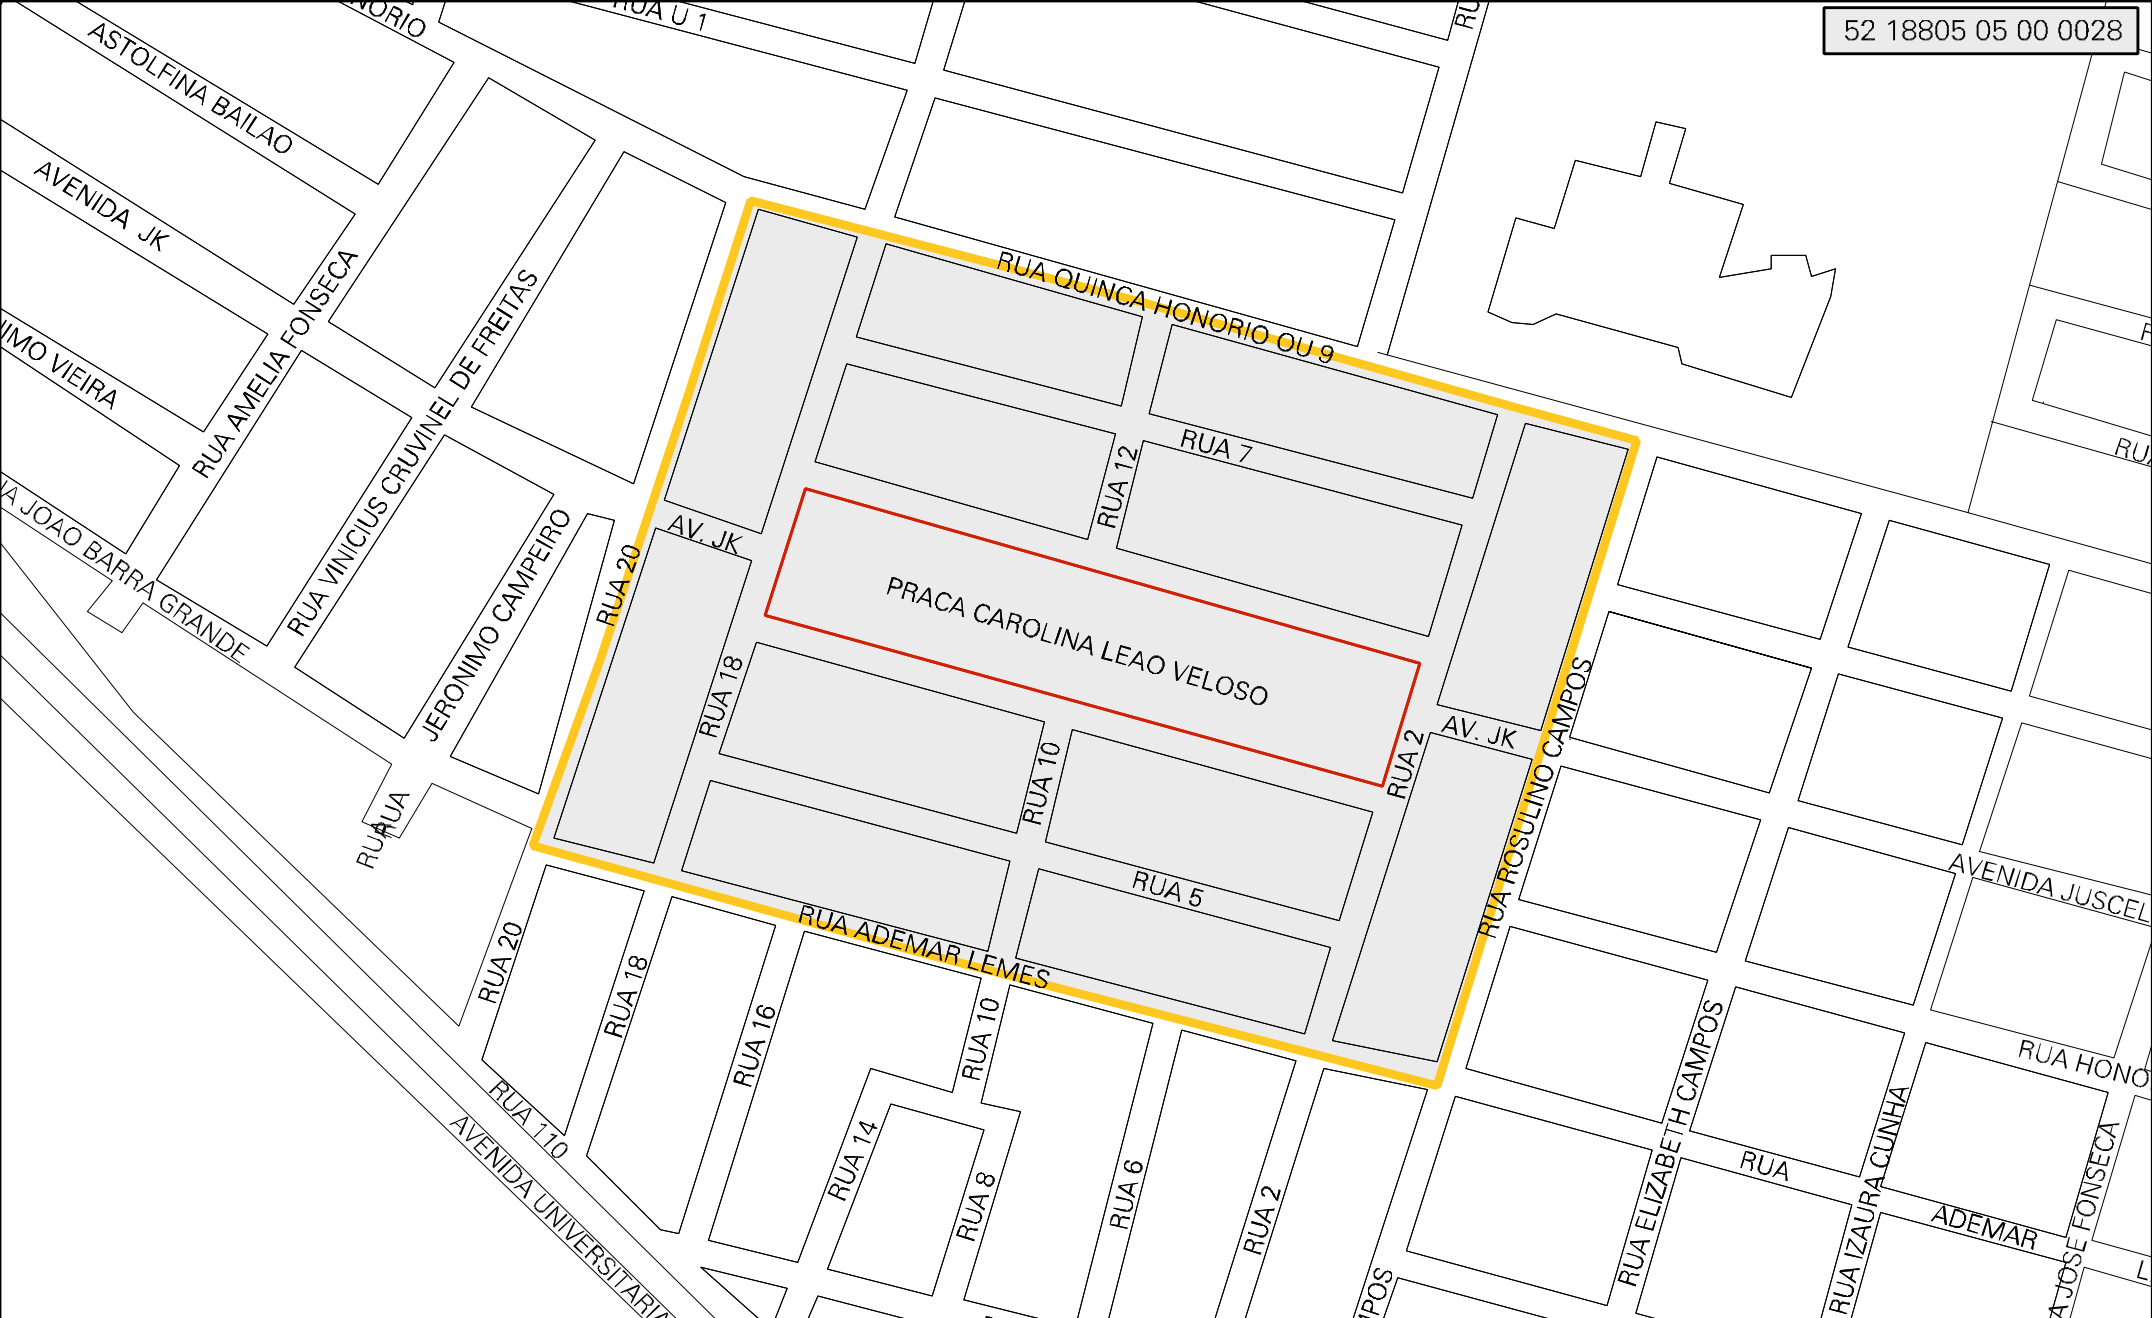 RUA U 1
52 18805 05 00 0028
ASTOLFINA BAILAO
AVENIDA JK
RUA AMELIA FONSECA
RUA VINICIUS CRUVINEL DE FREITAS
VIEIRA
JOAO BARRA GRANDE
JERONIMO CAMPEIRO
RUA
RUA
RUA QUINCA HONORIO OU 9
RUA 7
RUA 12
AV. JK
RUA 20
PRACA CAROLINA LEAO VELOSO
RUA 18
RUA 10
RUA 2
AV. JK
RUA ROSULINO CAMPOS
RUA 5
RUA ADEMAR LEMES
RUA 20
RUA 18
RUA 16
RUA 10
RUA 14
RUA 8
RUA 6
RUA 2
RUA 110
AVENIDA UNIVERSITARIA
AVENIDA JUSCEL
RUA HONO
RUA ELIZABETH CAMPOS
RUA
ADEMAR
RUA IZAURA CUNHA
A JOSE FONSECA